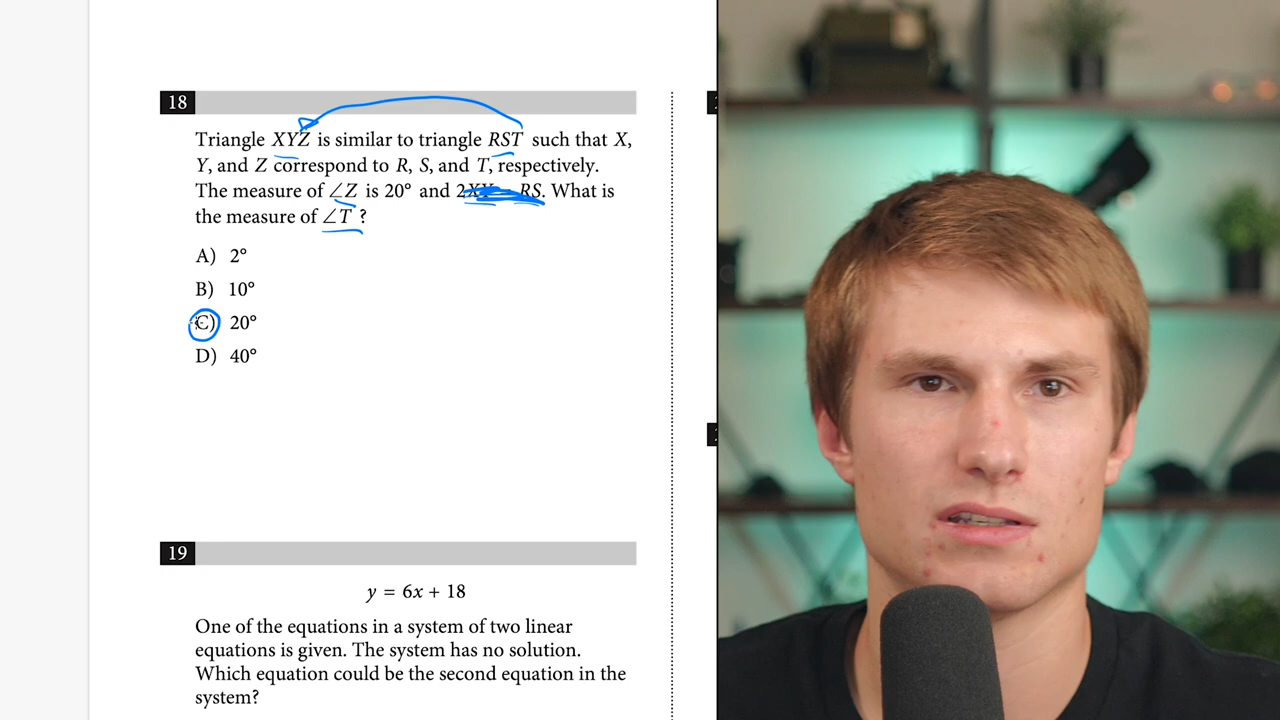 18
Triangle XYZ is similar to triangle RST such that X,
Y, and Z correspond to R, S, and T, respectively.
The measure of ∠Z is 20° and 2XY = RS. What is
the measure of ∠T ?
A) 2°
B) 10°
C) 20°
D) 40°
19
y = 6x + 18
One of the equations in a system of two linear
equations is given. The system has no solution.
Which equation could be the second equation in the
system?